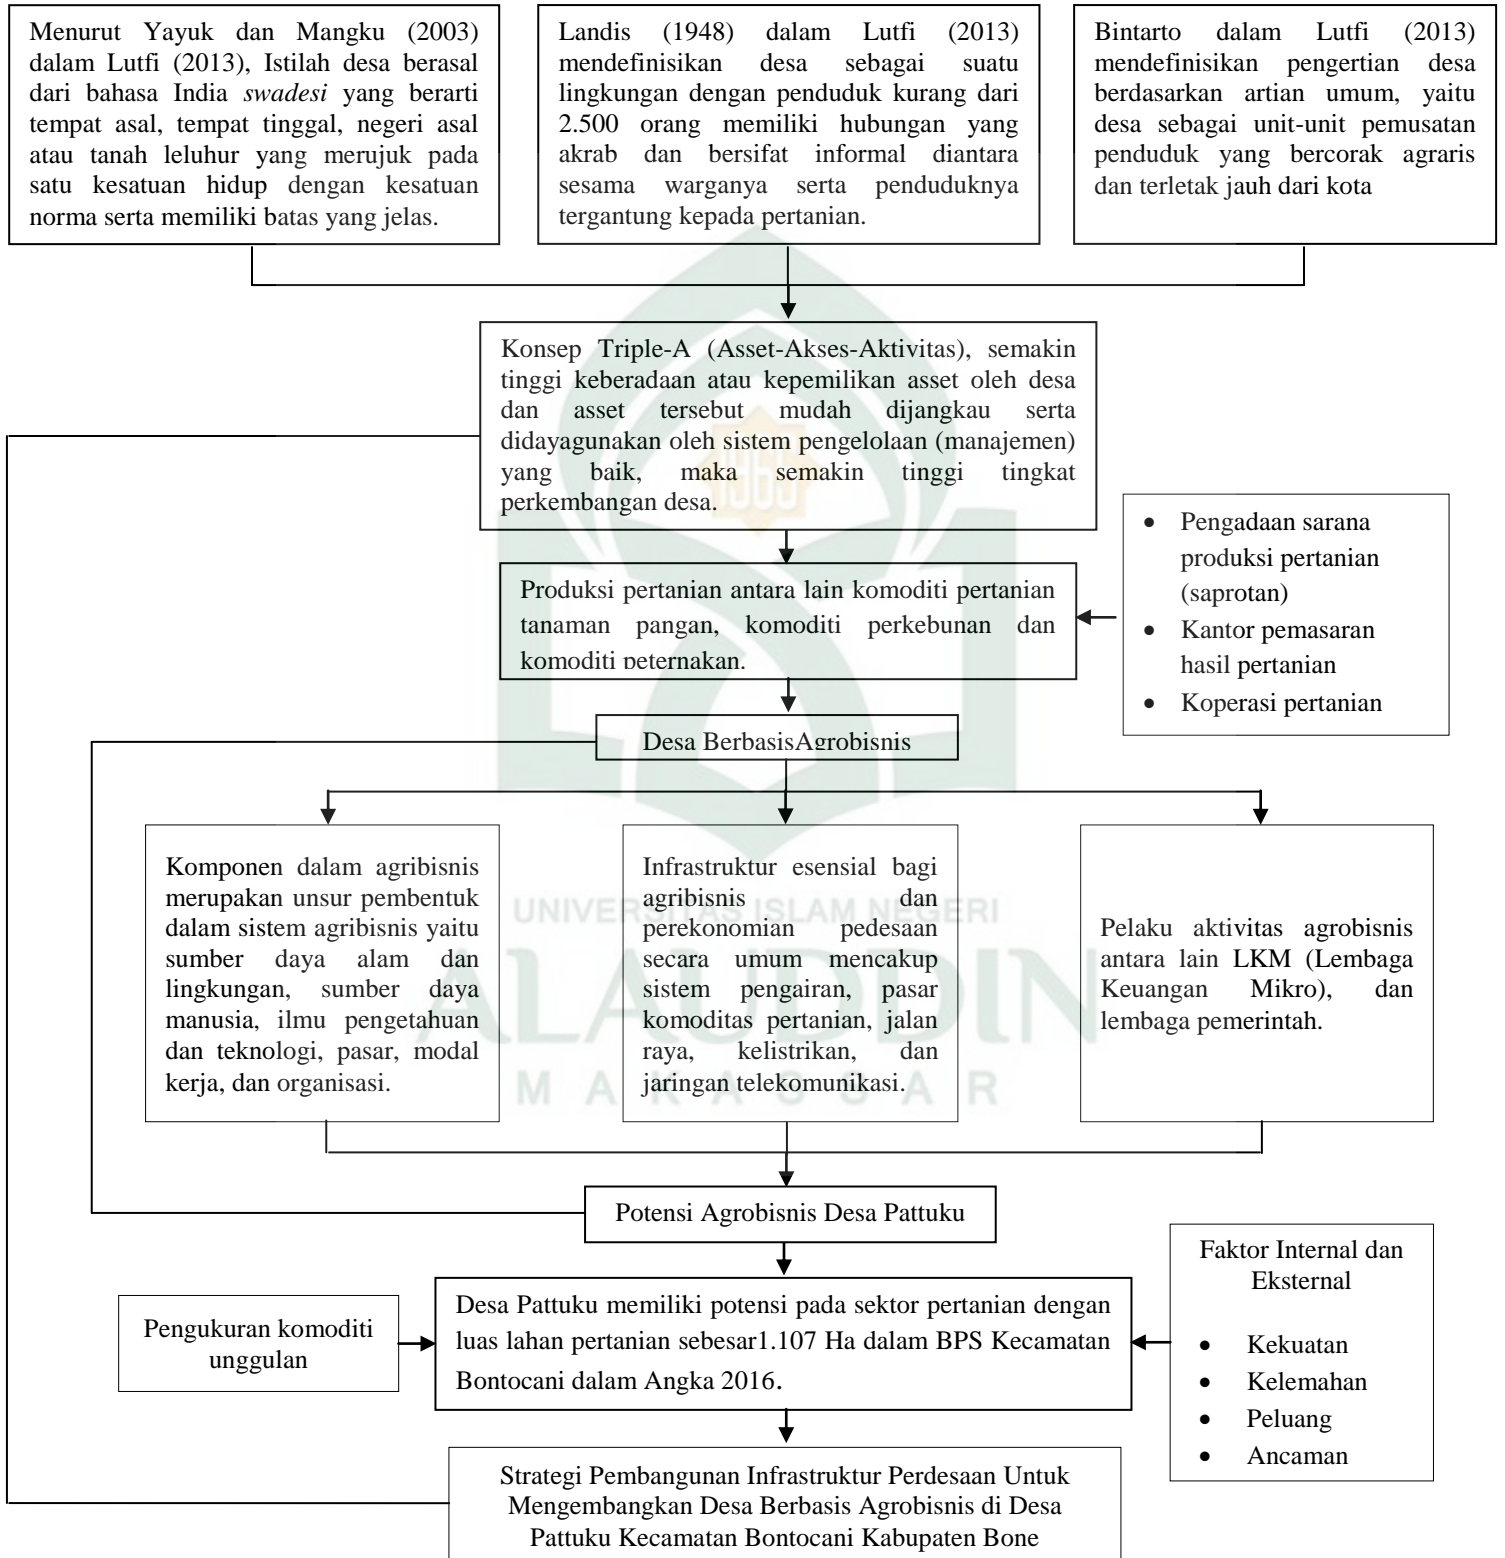 Menurut Yayuk dan Mangku (2003)
dalam Lutfi (2013), Istilah desa berasal
dari bahasa India swadesi yang berarti
tempat asal, tempat tinggal, negeri asal
atau tanah leluhur yang merujuk pada
satu kesatuan hidup dengan kesatuan
norma serta memiliki batas yang jelas.
Landis (1948) dalam Lutfi (2013)
mendefinisikan desa sebagai suatu
lingkungan dengan penduduk kurang dari
2.500 orang memiliki hubungan yang
akrab dan bersifat informal diantara
sesama warganya serta penduduknya
tergantung kepada pertanian.
Bintarto dalam Lutfi (2013)
mendefinisikan pengertian desa
berdasarkan artian umum, yaitu
desa sebagai unit-unit pemusatan
penduduk yang bercorak agraris
dan terletak jauh dari kota
Konsep Triple-A (Asset-Akses-Aktivitas), semakin
tinggi keberadaan atau kepemilikan asset oleh desa
dan asset tersebut mudah dijangkau serta
didayagunakan oleh sistem pengelolaan (manajemen)
yang baik, maka semakin tinggi tingkat
perkembangan desa.
1965
• Pengadaan sarana
produksi pertanian
(saprotan)
• Kantor pemasaran
hasil pertanian
• Koperasi pertanian
Produksi pertanian antara lain komoditi pertanian
tanaman pangan, komoditi perkebunan dan
komoditi peternakan.
Desa BerbasisAgrobisnis
Komponen dalam agribisnis
merupakan unsur pembentuk
dalam sistem agribisnis yaitu
sumber daya alam dan
lingkungan, sumber daya
manusia, ilmu pengetahuan
dan teknologi, pasar, modal
kerja, dan organisasi.
Infrastruktur esensial bagi
agribisnis dan
perekonomian pedesaan
secara umum mencakup
sistem pengairan, pasar
komoditas pertanian, jalan
raya, kelistrikan, dan
jaringan telekomunikasi.
Pelaku aktivitas agrobisnis
antara lain LKM (Lembaga
Keuangan Mikro), dan
lembaga pemerintah.
UNIVERSITAS ISLAM NEGERI
ALAUDDIN
MAKASSAR
Potensi Agrobisnis Desa Pattuku
Pengukuran komoditi
unggulan
Desa Pattuku memiliki potensi pada sektor pertanian dengan
luas lahan pertanian sebesar1.107 Ha dalam BPS Kecamatan
Bontocani dalam Angka 2016.
Faktor Internal dan
Eksternal
• Kekuatan
• Kelemahan
• Peluang
• Ancaman
Strategi Pembangunan Infrastruktur Perdesaan Untuk
Mengembangkan Desa Berbasis Agrobisnis di Desa
Pattuku Kecamatan Bontocani Kabupaten Bone